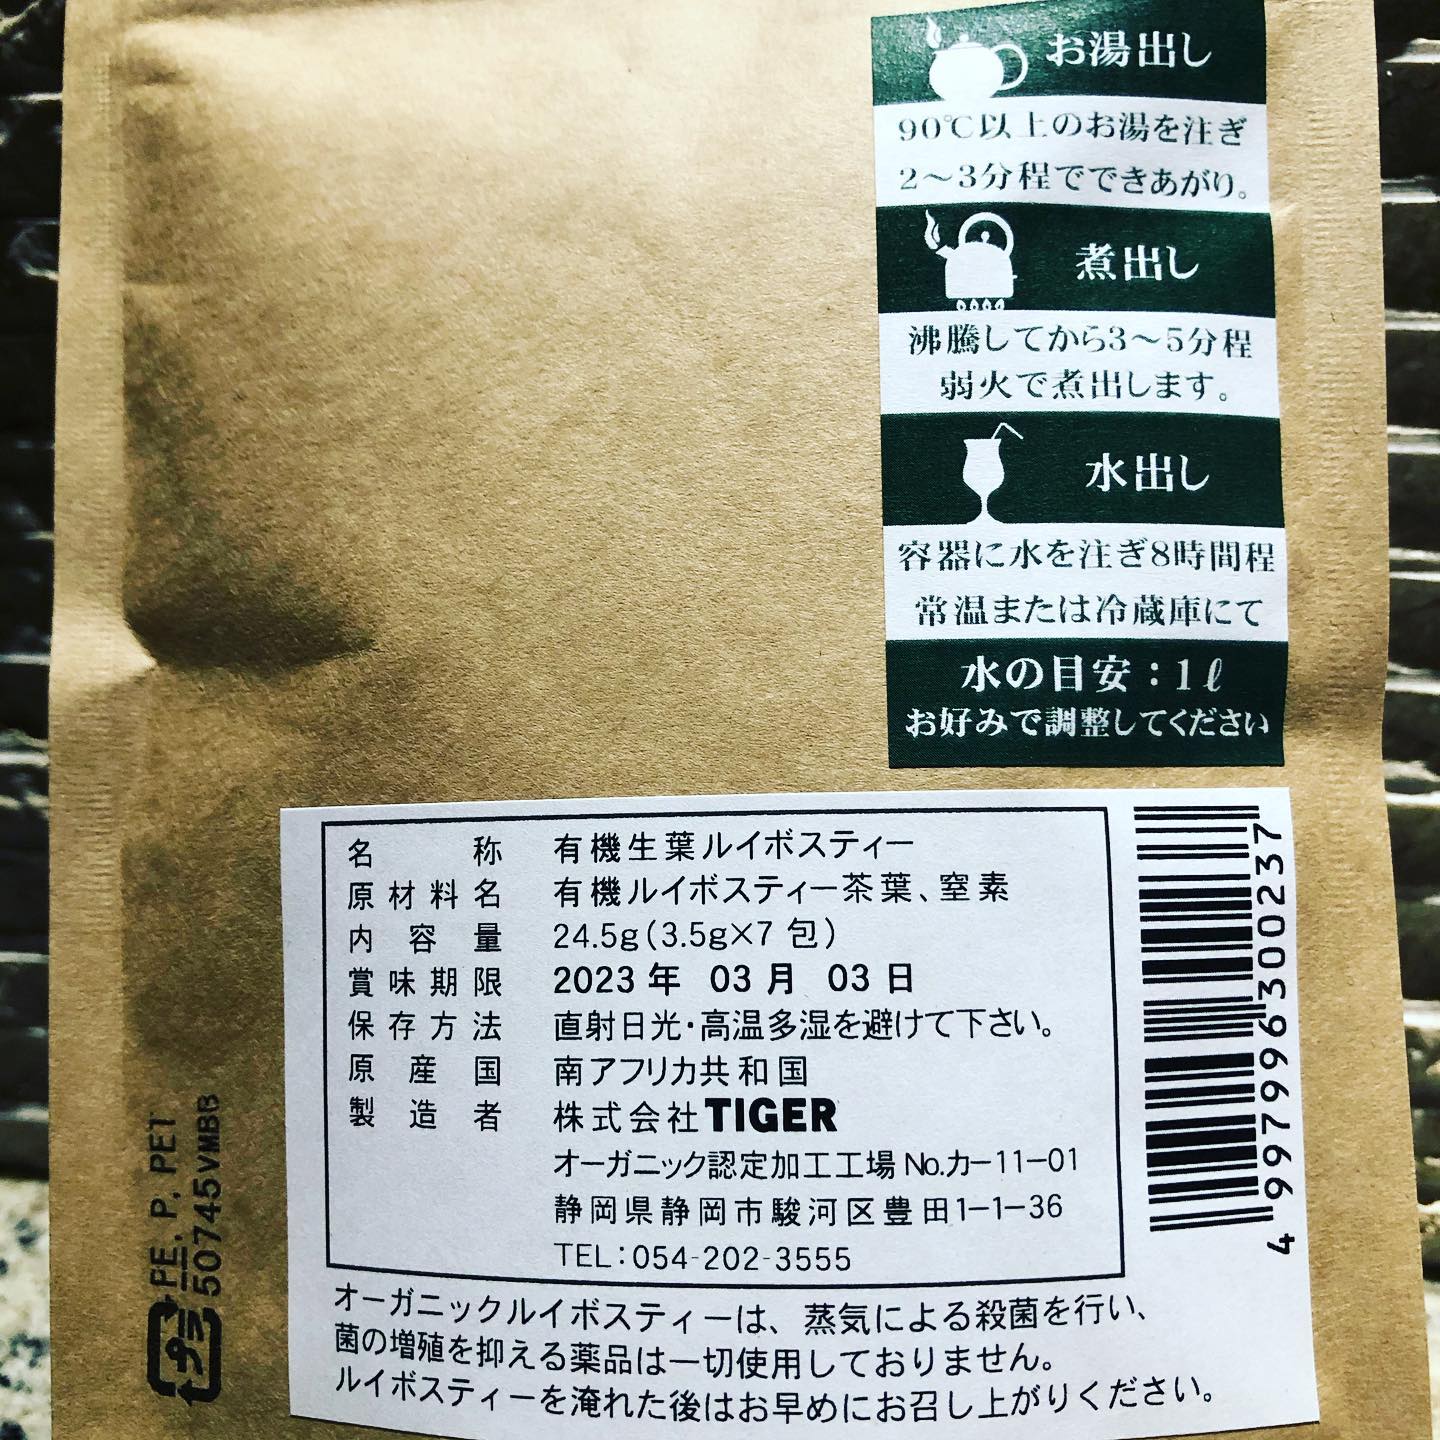 お湯出し
90℃以上のお湯を注ぎ
2～3分程でできあがり。
煮出し
沸騰してから3～5分程
弱火で煮出します。
水出し
容器に水を注ぎ8時間程
常温または冷蔵庫にて
水の目安：1ℓ
お好みで調整してください
名称 有機生葉ルイボスティー
原材料名 有機ルイボスティー茶葉、窒素
内容量 24.5g(3.5g×7 包)
賞味期限 2023 年 03 月 03 日
保存方法 直射日光・高温多湿を避けて下さい。
原産国 南アフリカ共和国
製造者 株式会社TIGER
オーガニック認定加工工場 No.カ-11-01
静岡県静岡市駿河区豊田1-1-36
TEL:054-202-3555
オーガニックルイボスティーは、蒸気による殺菌を行い、
菌の増殖を抑える薬品は一切使用しておりません。
ルイボスティーを淹れた後はお早めにお召し上がりください。
4997996300237
プラ
PE, P, PET
50745VMBB